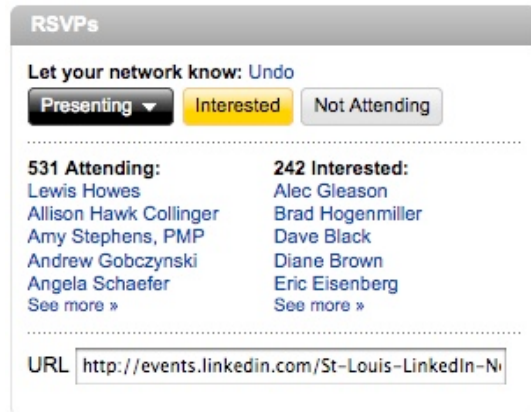 RSVPs
Let your network know: Undo
Presenting Interested Not Attending
531 Attending:
Lewis Howes
Allison Hawk Collinger
Amy Stephens, PMP
Andrew Gobczynski
Angela Schaefer
See more »
242 Interested:
Alec Gleason
Brad Hogenmiller
Dave Black
Diane Brown
Eric Eisenberg
See more »
URL http://events.linkedin.com/St-Louis-LinkedIn-N